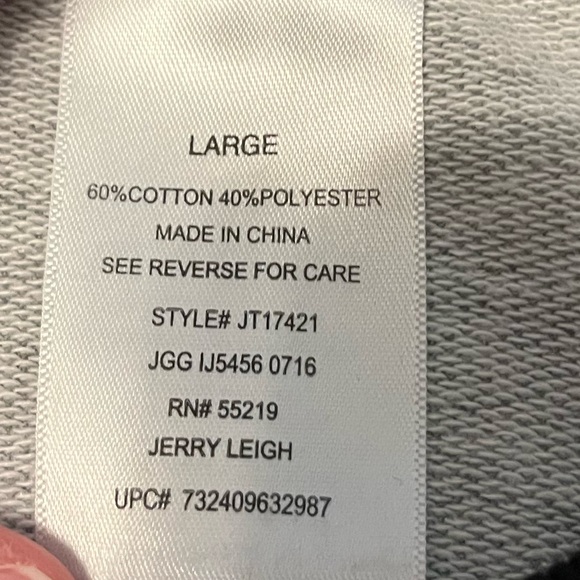 LARGE
60%COTTON 40%POLYESTER
MADE IN CHINA
SEE REVERSE FOR CARE
STYLE# JT17421
JGG IJ5456 0716
RN# 55219
JERRY LEIGH
UPC# 732409632987